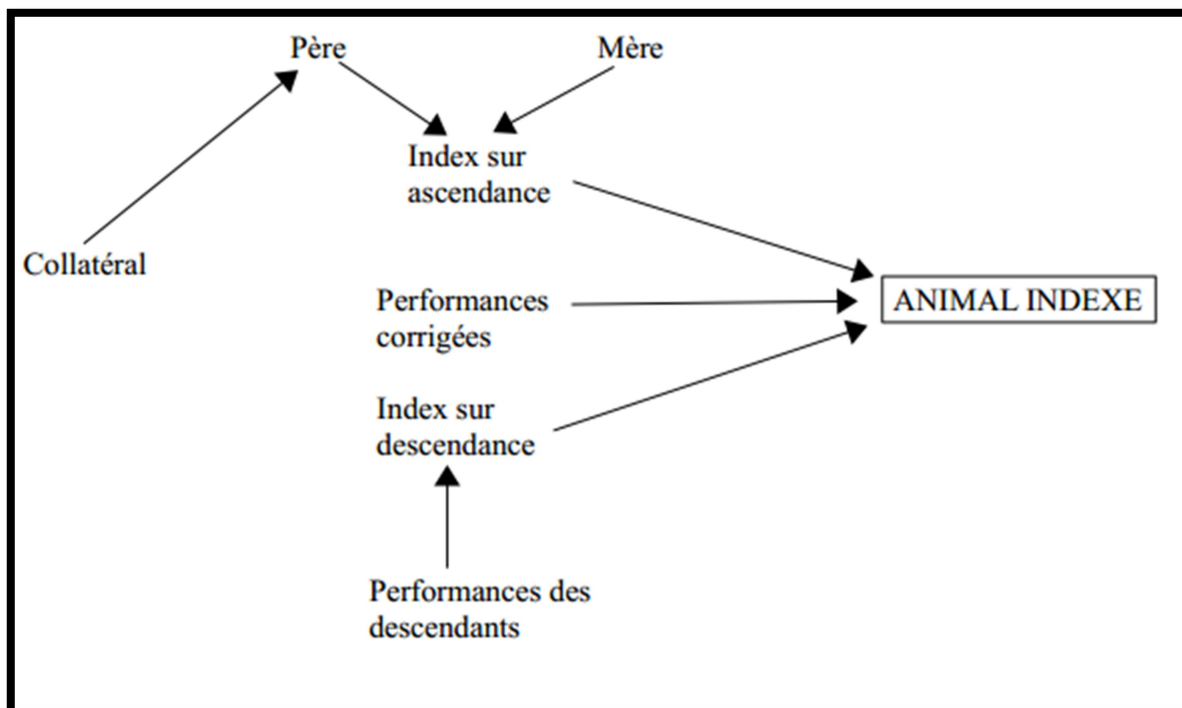 Père
Mère
Index sur
ascendance
Collatéral
Performances
corrigées
ANIMAL INDEXE
Index sur
descendance
Performances des
descendants